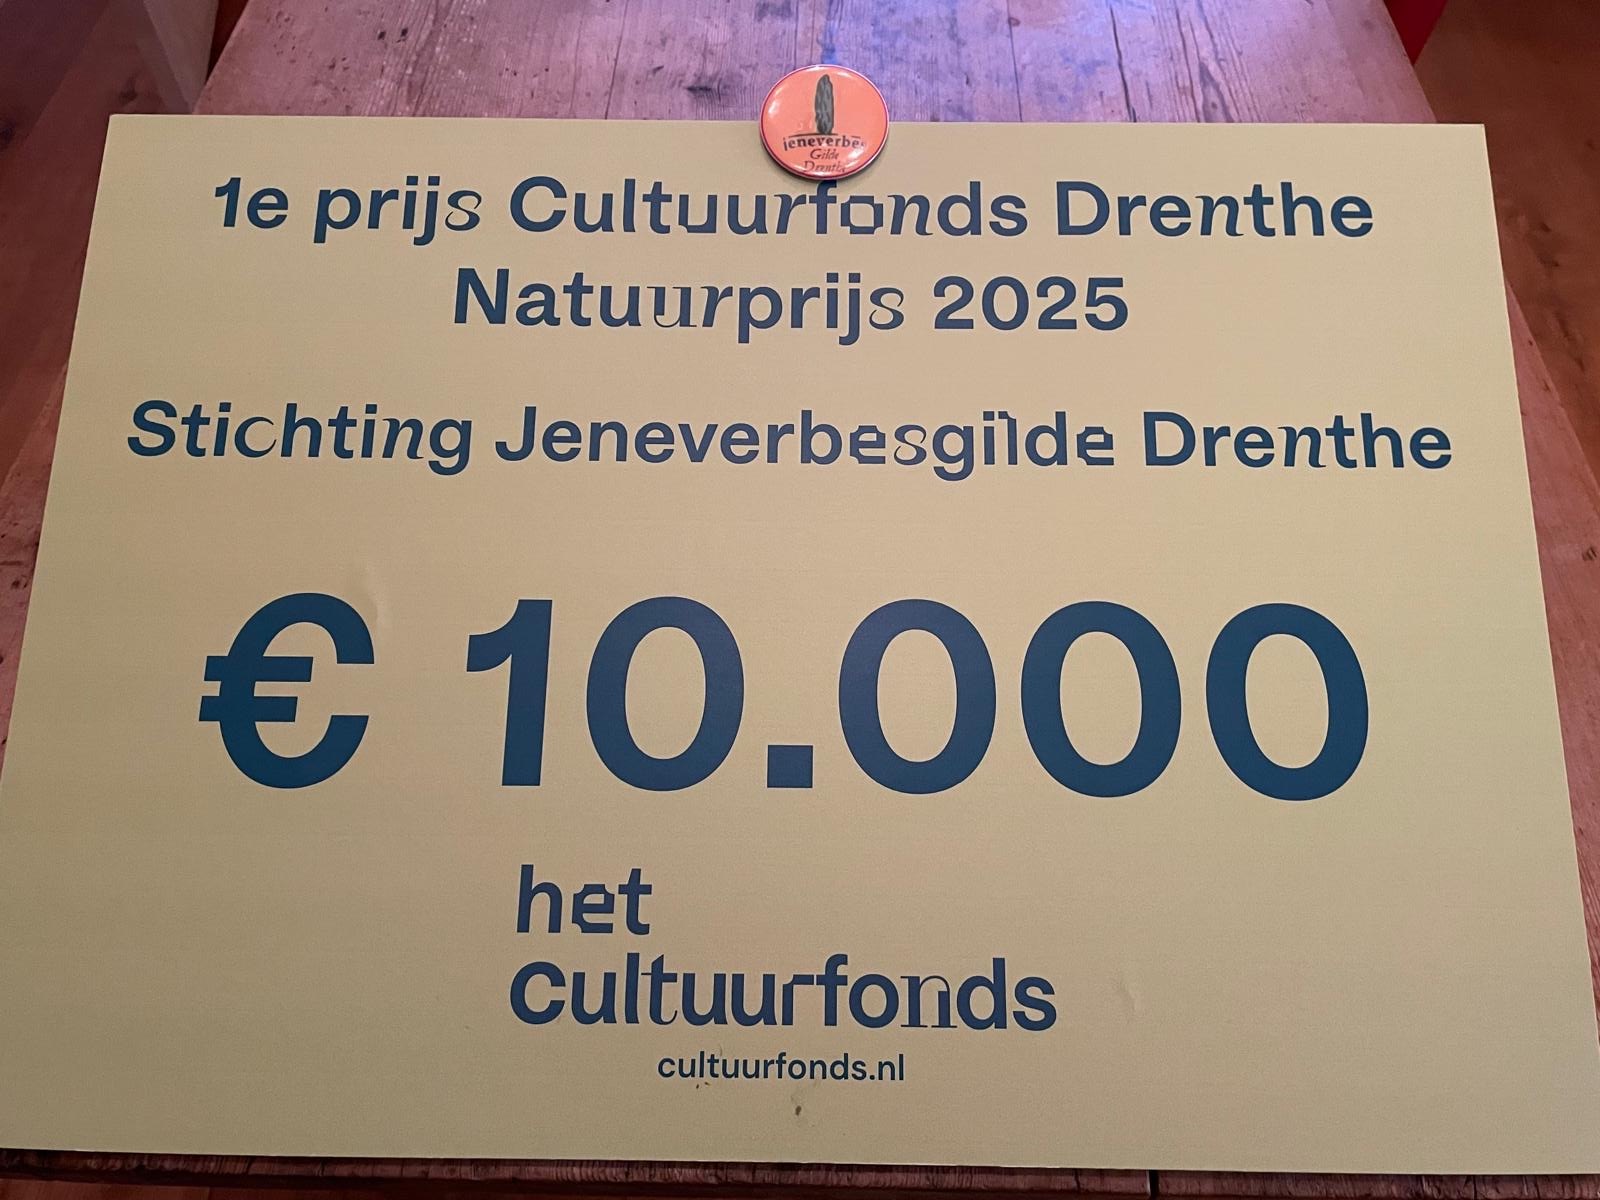 jeneverbes
Gilde
Drenthe
1e prijs Cultuurfonds Drenthe
Natuurprijs 2025
Stichting Jeneverbesgilde Drenthe
€ 10.000
het
cultuurfonds
cultuurfonds.nl